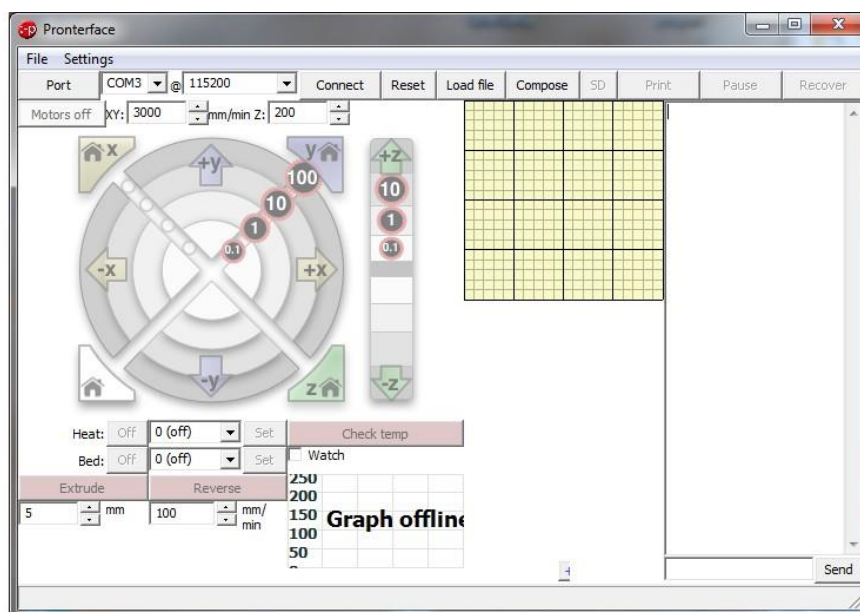 Pronterface
File Settings
Port COM3 @ 115200 Connect Reset Load file Compose SD Print Pause Recover
Motors off XY: 3000 mm/min Z: 200
x +y y +z
100
10 10
1 1
0.1 0.1
-x +x
-y z -z
Heat: Off 0 (off) Set Check temp
Bed: Off 0 (off) Set Watch
Extrude Reverse
5 mm 100 mm/
min
250
200
150 Graph offline
100
50
0
+
Send